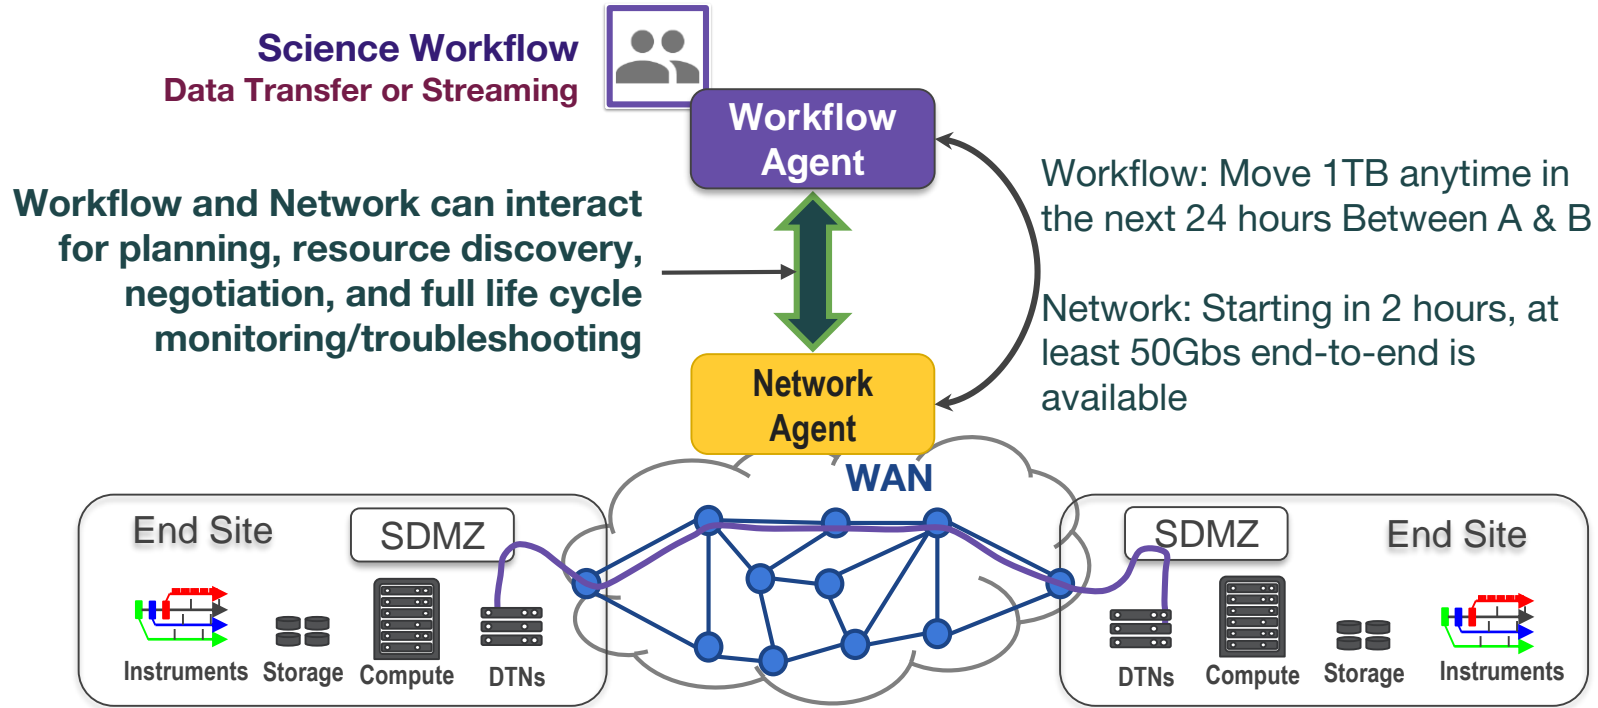 Science Workflow
Data Transfer or Streaming
Workflow
Agent
Workflow and Network can interact
for planning, resource discovery,
negotiation, and full life cycle
monitoring/troubleshooting
Workflow: Move 1TB anytime in
the next 24 hours Between A & B
Network: Starting in 2 hours, at
least 50Gbs end-to-end is
available
Network
Agent
WAN
End Site
SDMZ
Instruments
Storage
Compute
DTNs
SDMZ
End Site
DTNs
Compute
Storage
Instruments